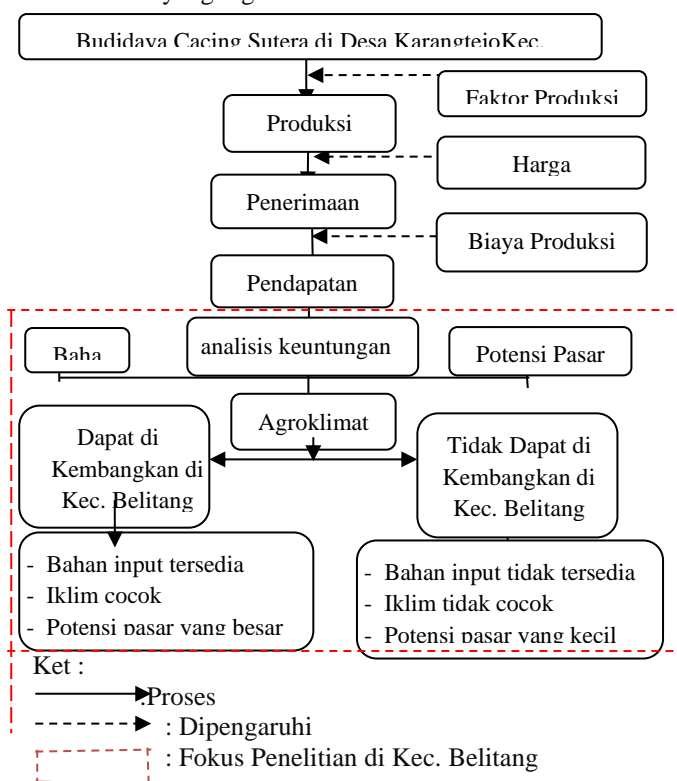 Budidaya Cacing Sutera di Desa KarangtejoKec.
Faktor Produksi
Produksi
Harga
Penerimaan
Biaya Produksi
Pendapatan
Baha
analisis keuntungan
Potensi Pasar
Agroklimat
Dapat di
Kembangkan di
Kec. Belitang
Tidak Dapat di
Kembangkan di
Kec. Belitang
- Bahan input tersedia
- Iklim cocok
- Potensi pasar yang besar
- Bahan input tidak tersedia
- Iklim tidak cocok
- Potensi pasar yang kecil
Ket :
:Proses
: Dipengaruhi
: Fokus Penelitian di Kec. Belitang